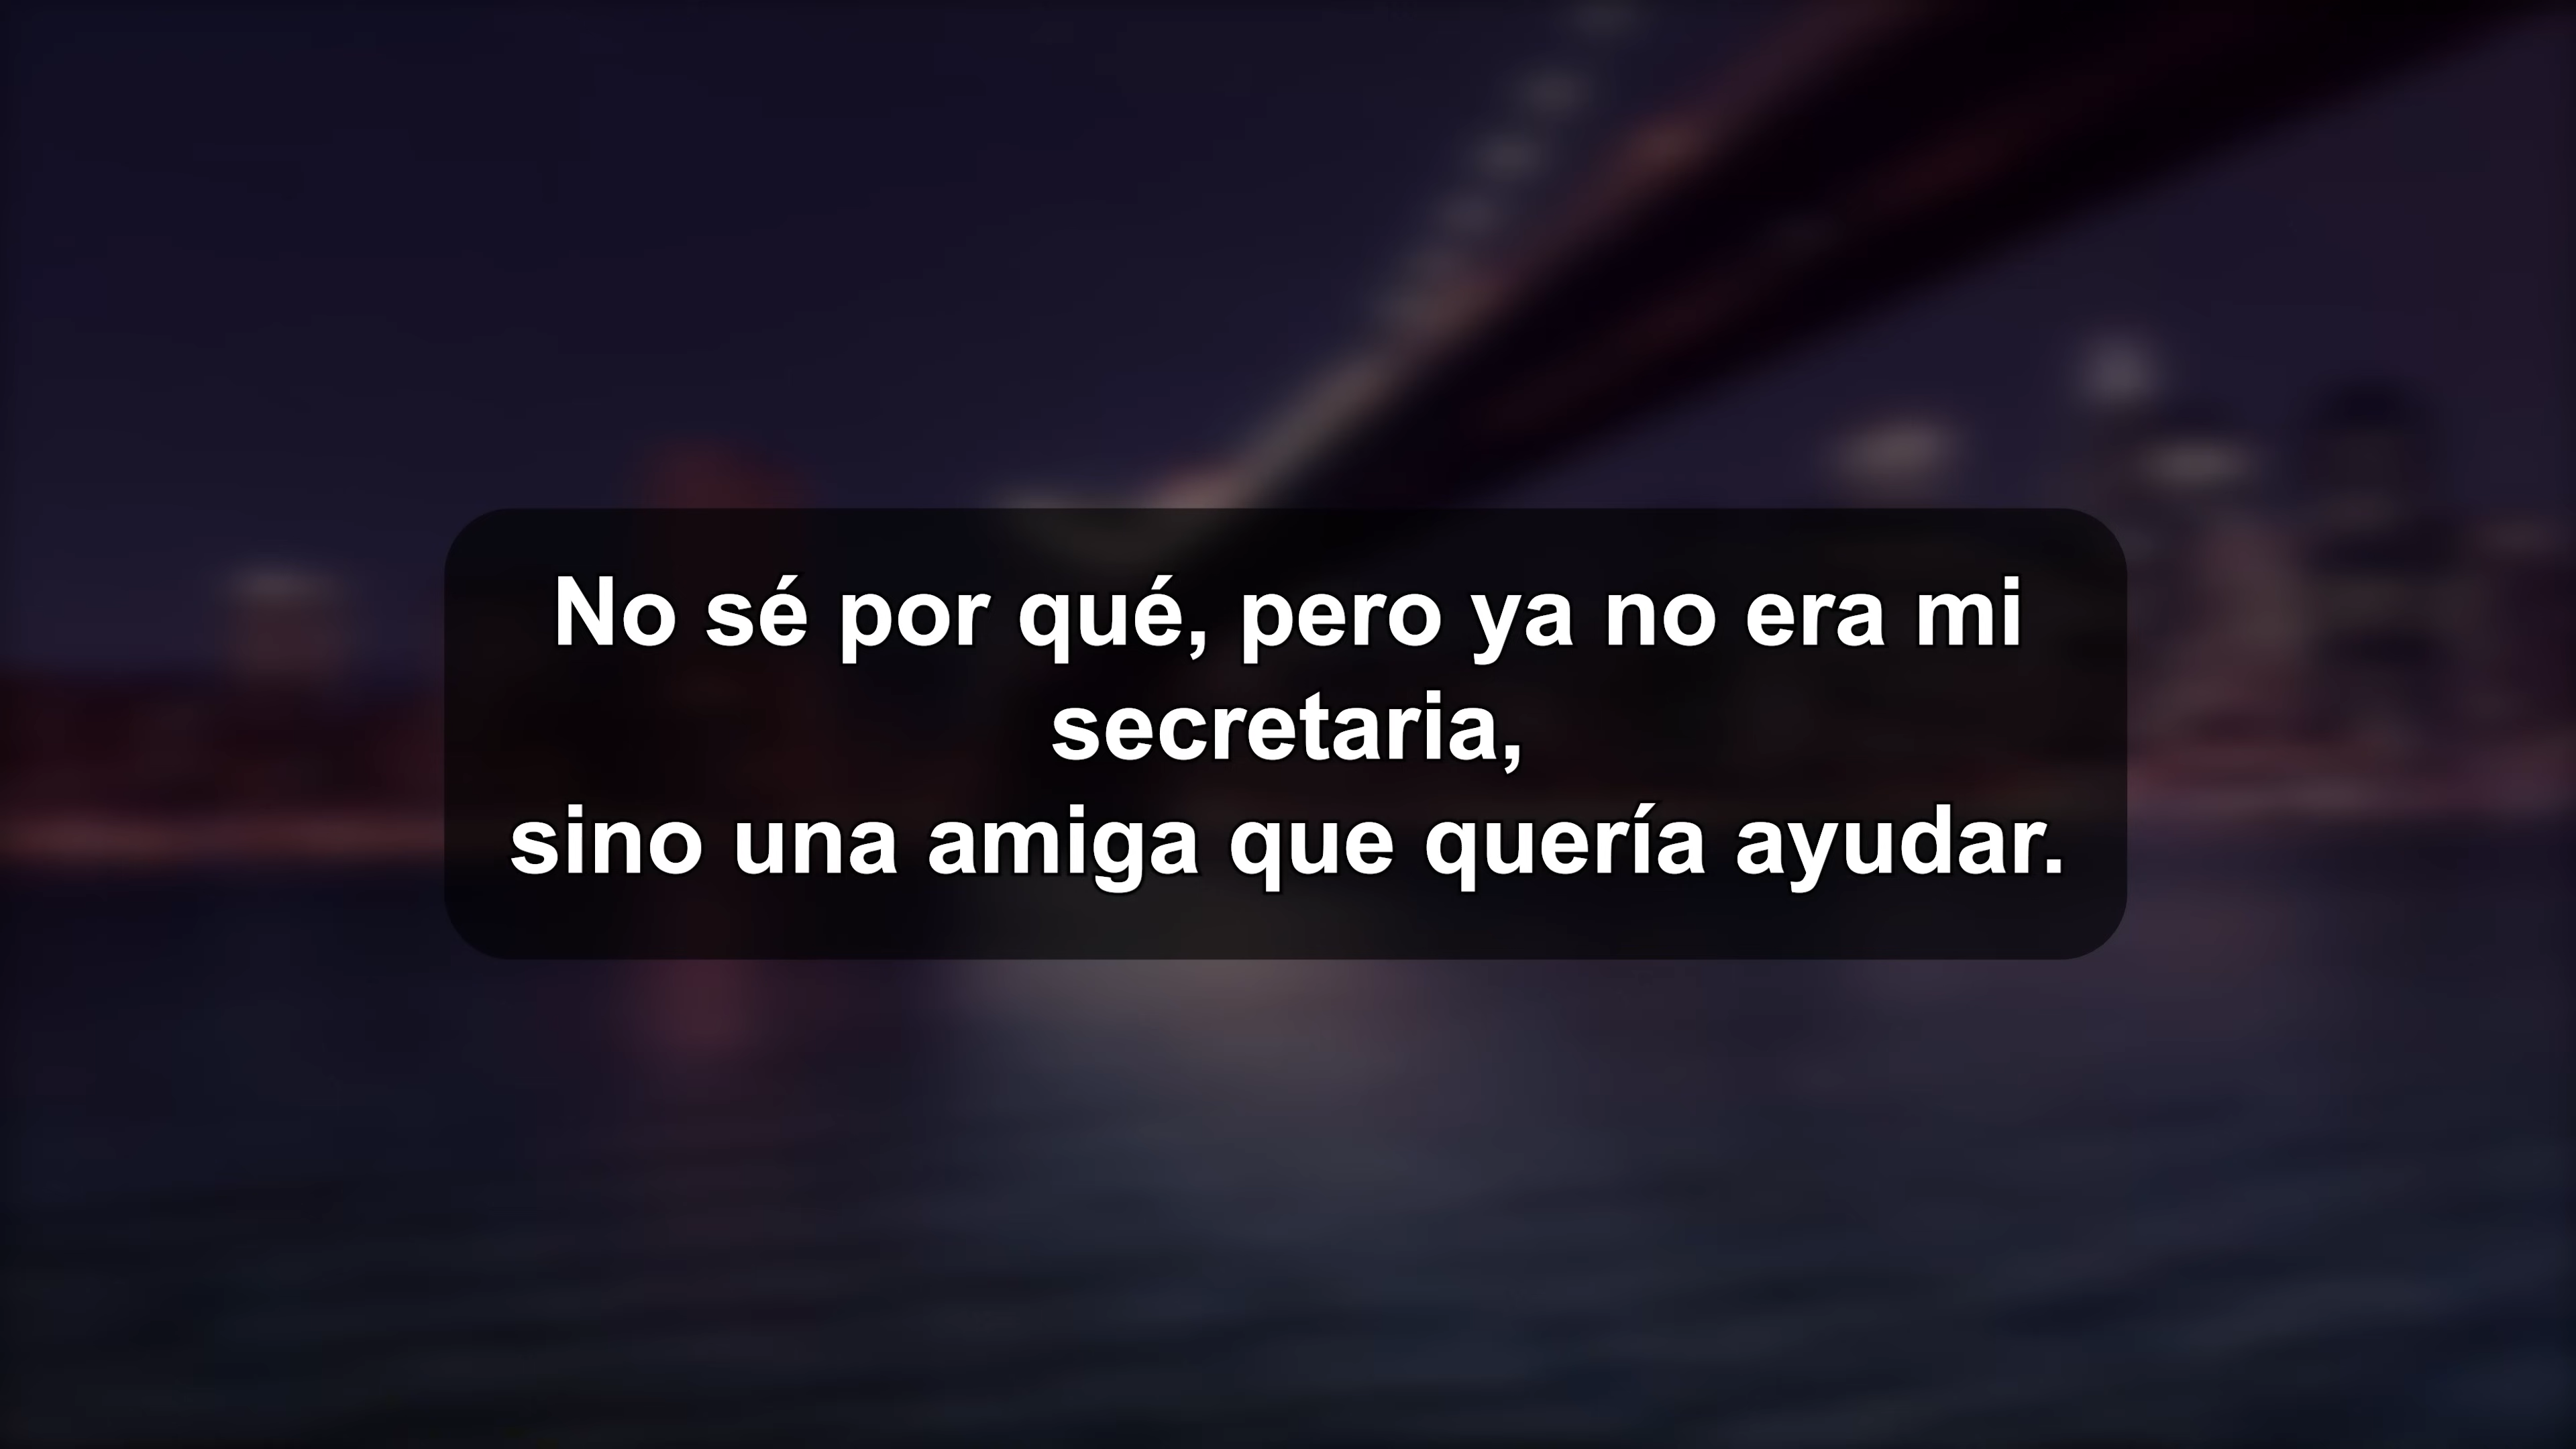 No sé por qué, pero ya no era mi
secretaria,
sino una amiga que quería ayudar.